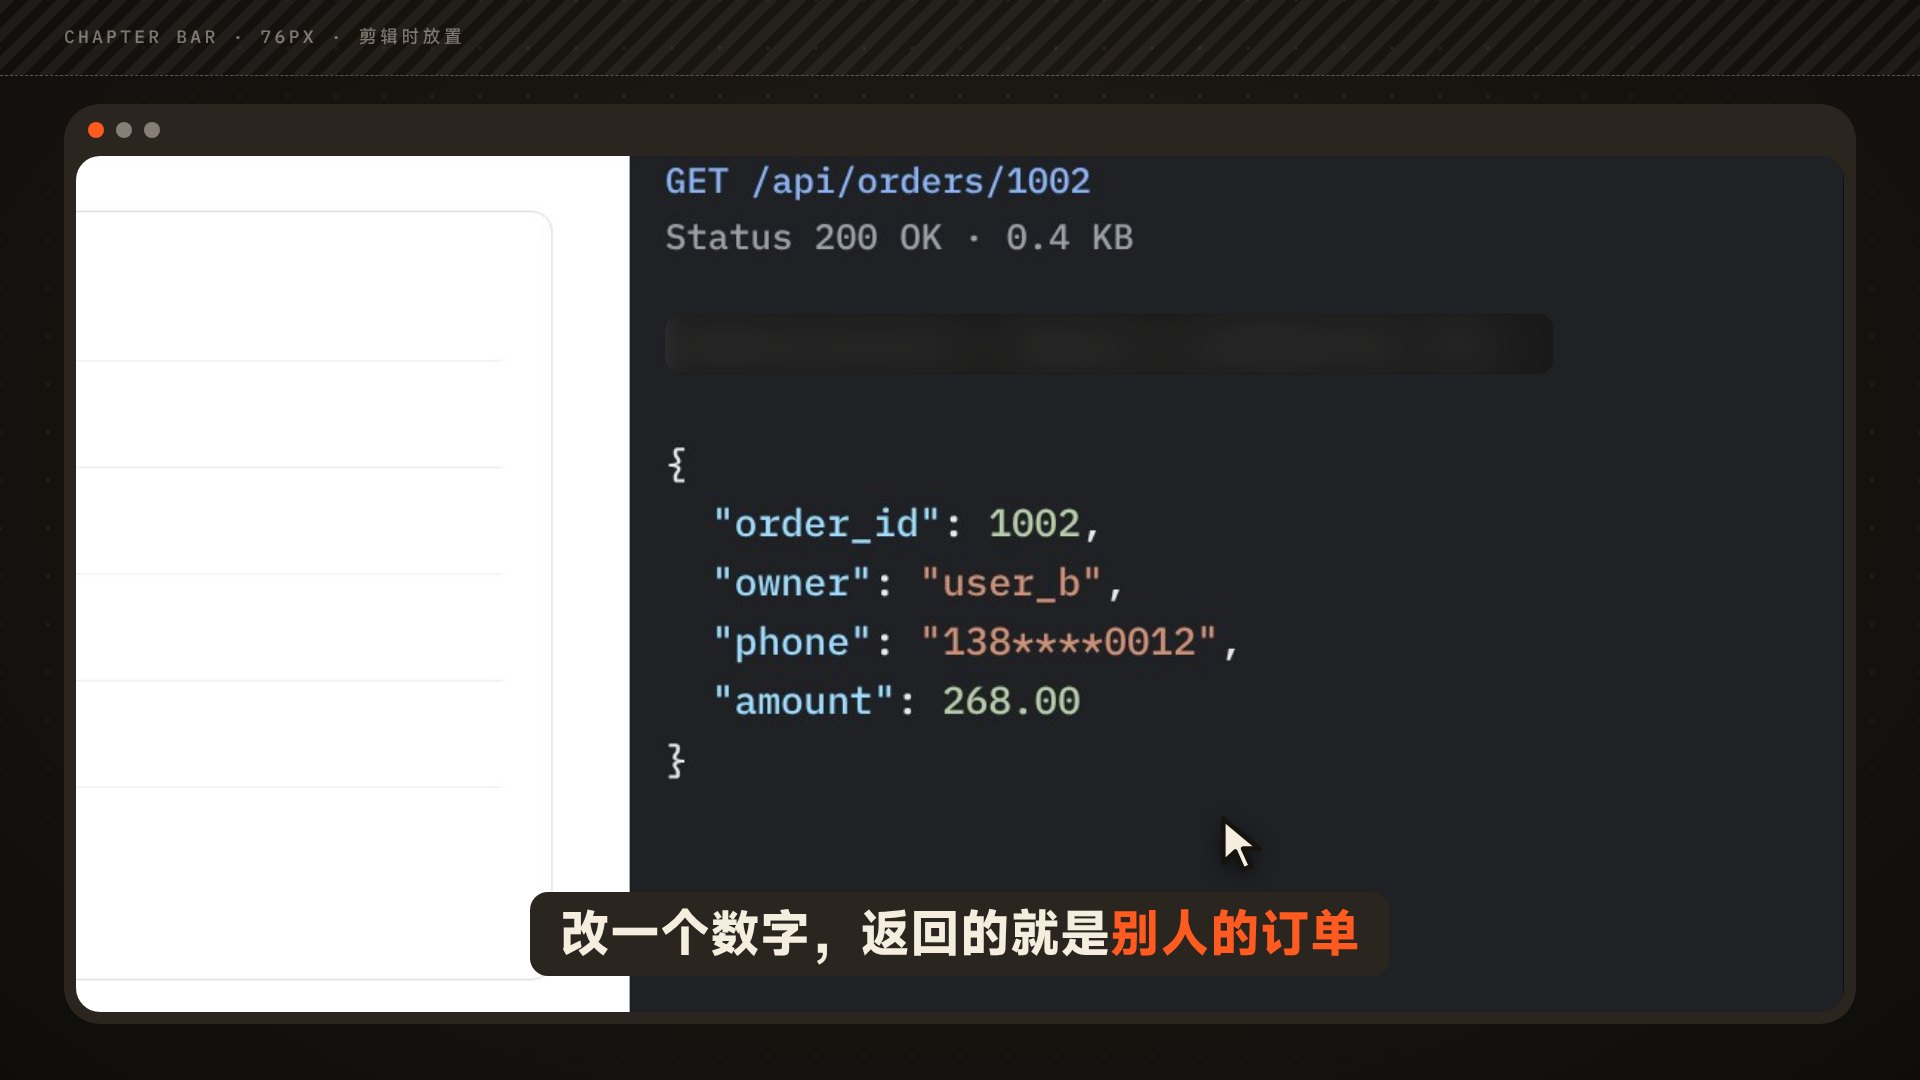 CHAPTER BAR · 76PX · 剪辑时放置
GET /api/orders/1002
Status 200 OK · 0.4 KB
{
"order_id": 1002,
"owner": "user_b",
"phone": "138****0012",
"amount": 268.00
}
改一个数字，返回的就是别人的订单